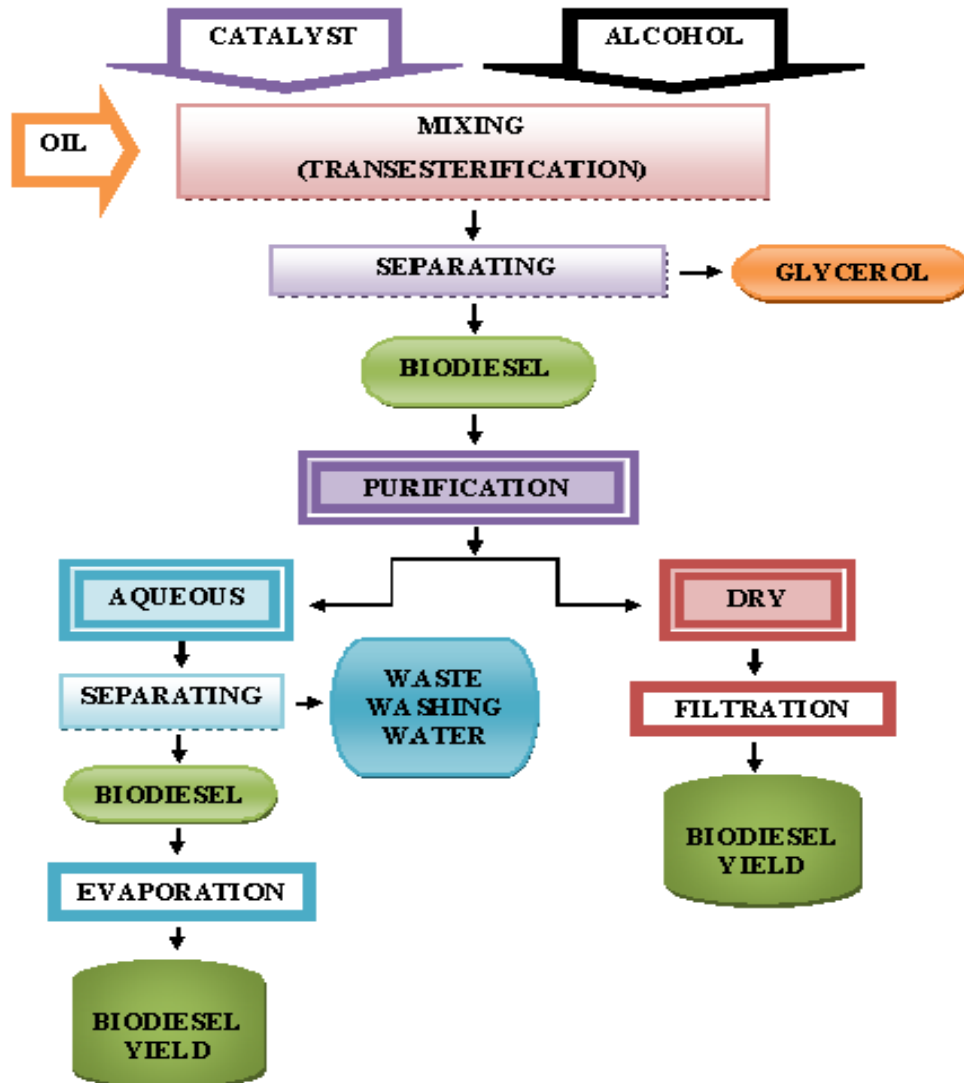 CATALYST
ALCOHOL
OIL
MIXING
(TRANSESTERIFICATION)
SEPARATING
GLYCEROL
BIODIESEL
PURIFICATION
AQUEOUS
DRY
SEPARATING
WASTE
WASHING
WATER
FILTRATION
BIODIESEL
BIODIESEL
YIELD
EVAPORATION
BIODIESEL
YIELD